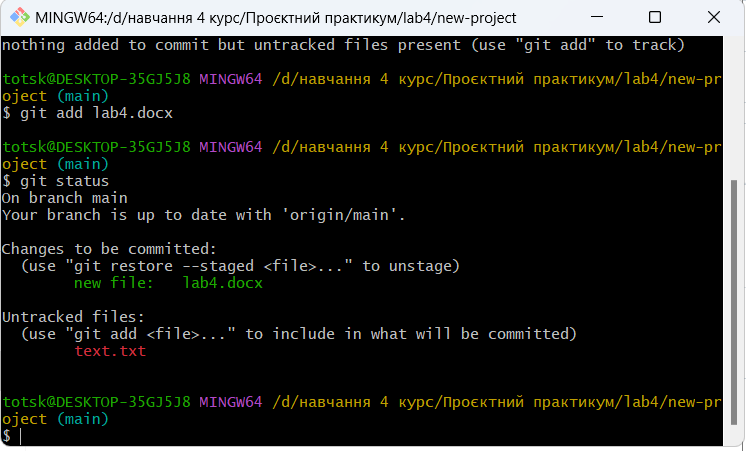 MINGW64:/d/навчання 4 курс/Проєктний практикум/lab4/new-project
nothing added to commit but untracked files present (use "git add" to track)
totsk@DESKTOP-35GJ5J8 MINGW64 /d/навчання 4 курс/Проєктний практикум/lab4/new-pr
oject (main)
$ git add lab4.docx
totsk@DESKTOP-35GJ5J8 MINGW64 /d/навчання 4 курс/Проєктний практикум/lab4/new-pr
oject (main)
$ git status
On branch main
Your branch is up to date with 'origin/main'.
Changes to be committed:
  (use "git restore --staged <file>..." to unstage)
        new file:   lab4.docx
Untracked files:
  (use "git add <file>..." to include in what will be committed)
        text.txt
totsk@DESKTOP-35GJ5J8 MINGW64 /d/навчання 4 курс/Проєктний практикум/lab4/new-pr
oject (main)
$